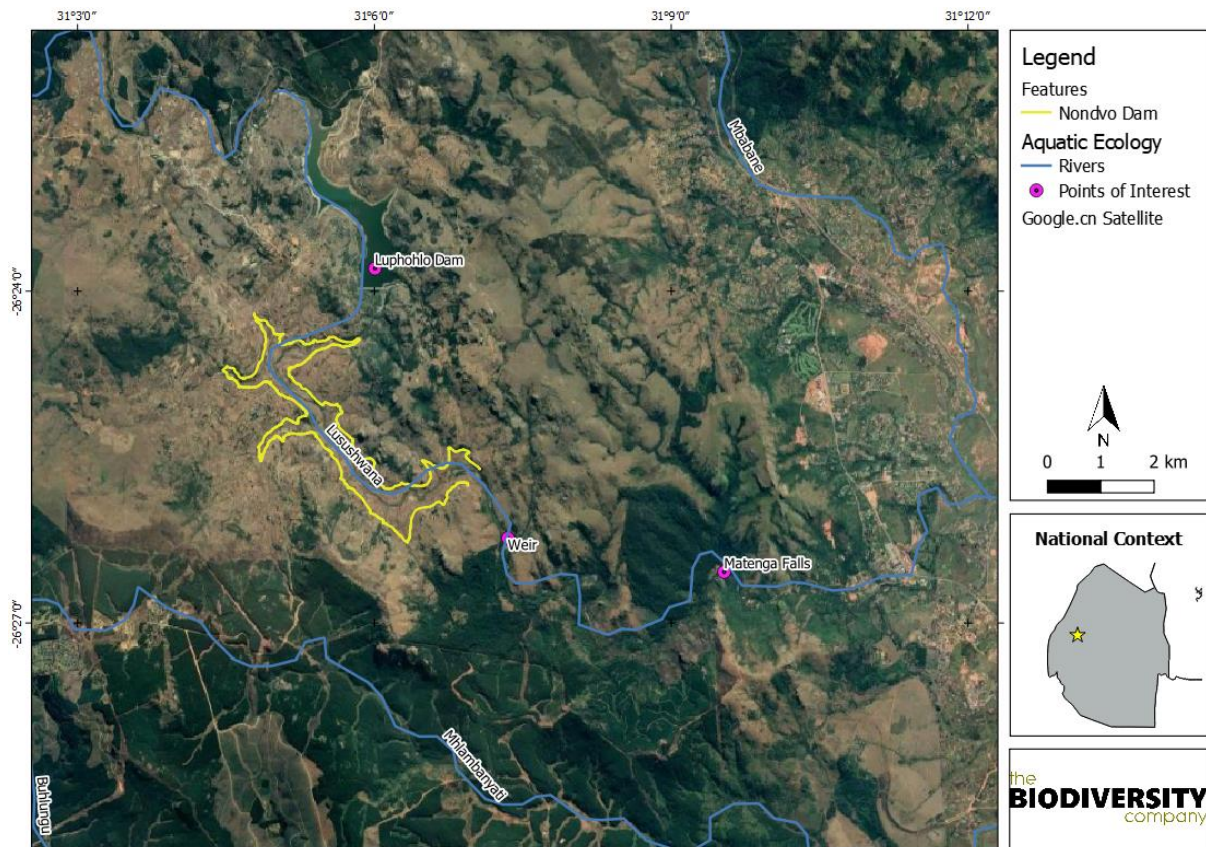 31°3'0"
31°6'0"
31°9'0"
31°12'0"
-26°24'0"
-26°27'0"
Mbabane
Luphohlo Dam
Lusushwana
Weir
Matenga Falls
Mhlambanyati
Buhlungu
Legend
Features
Nondvo Dam
Aquatic Ecology
Rivers
Points of Interest
Google.cn Satellite
N
0 1 2 km
National Context
the
BIODIVERSITY
company